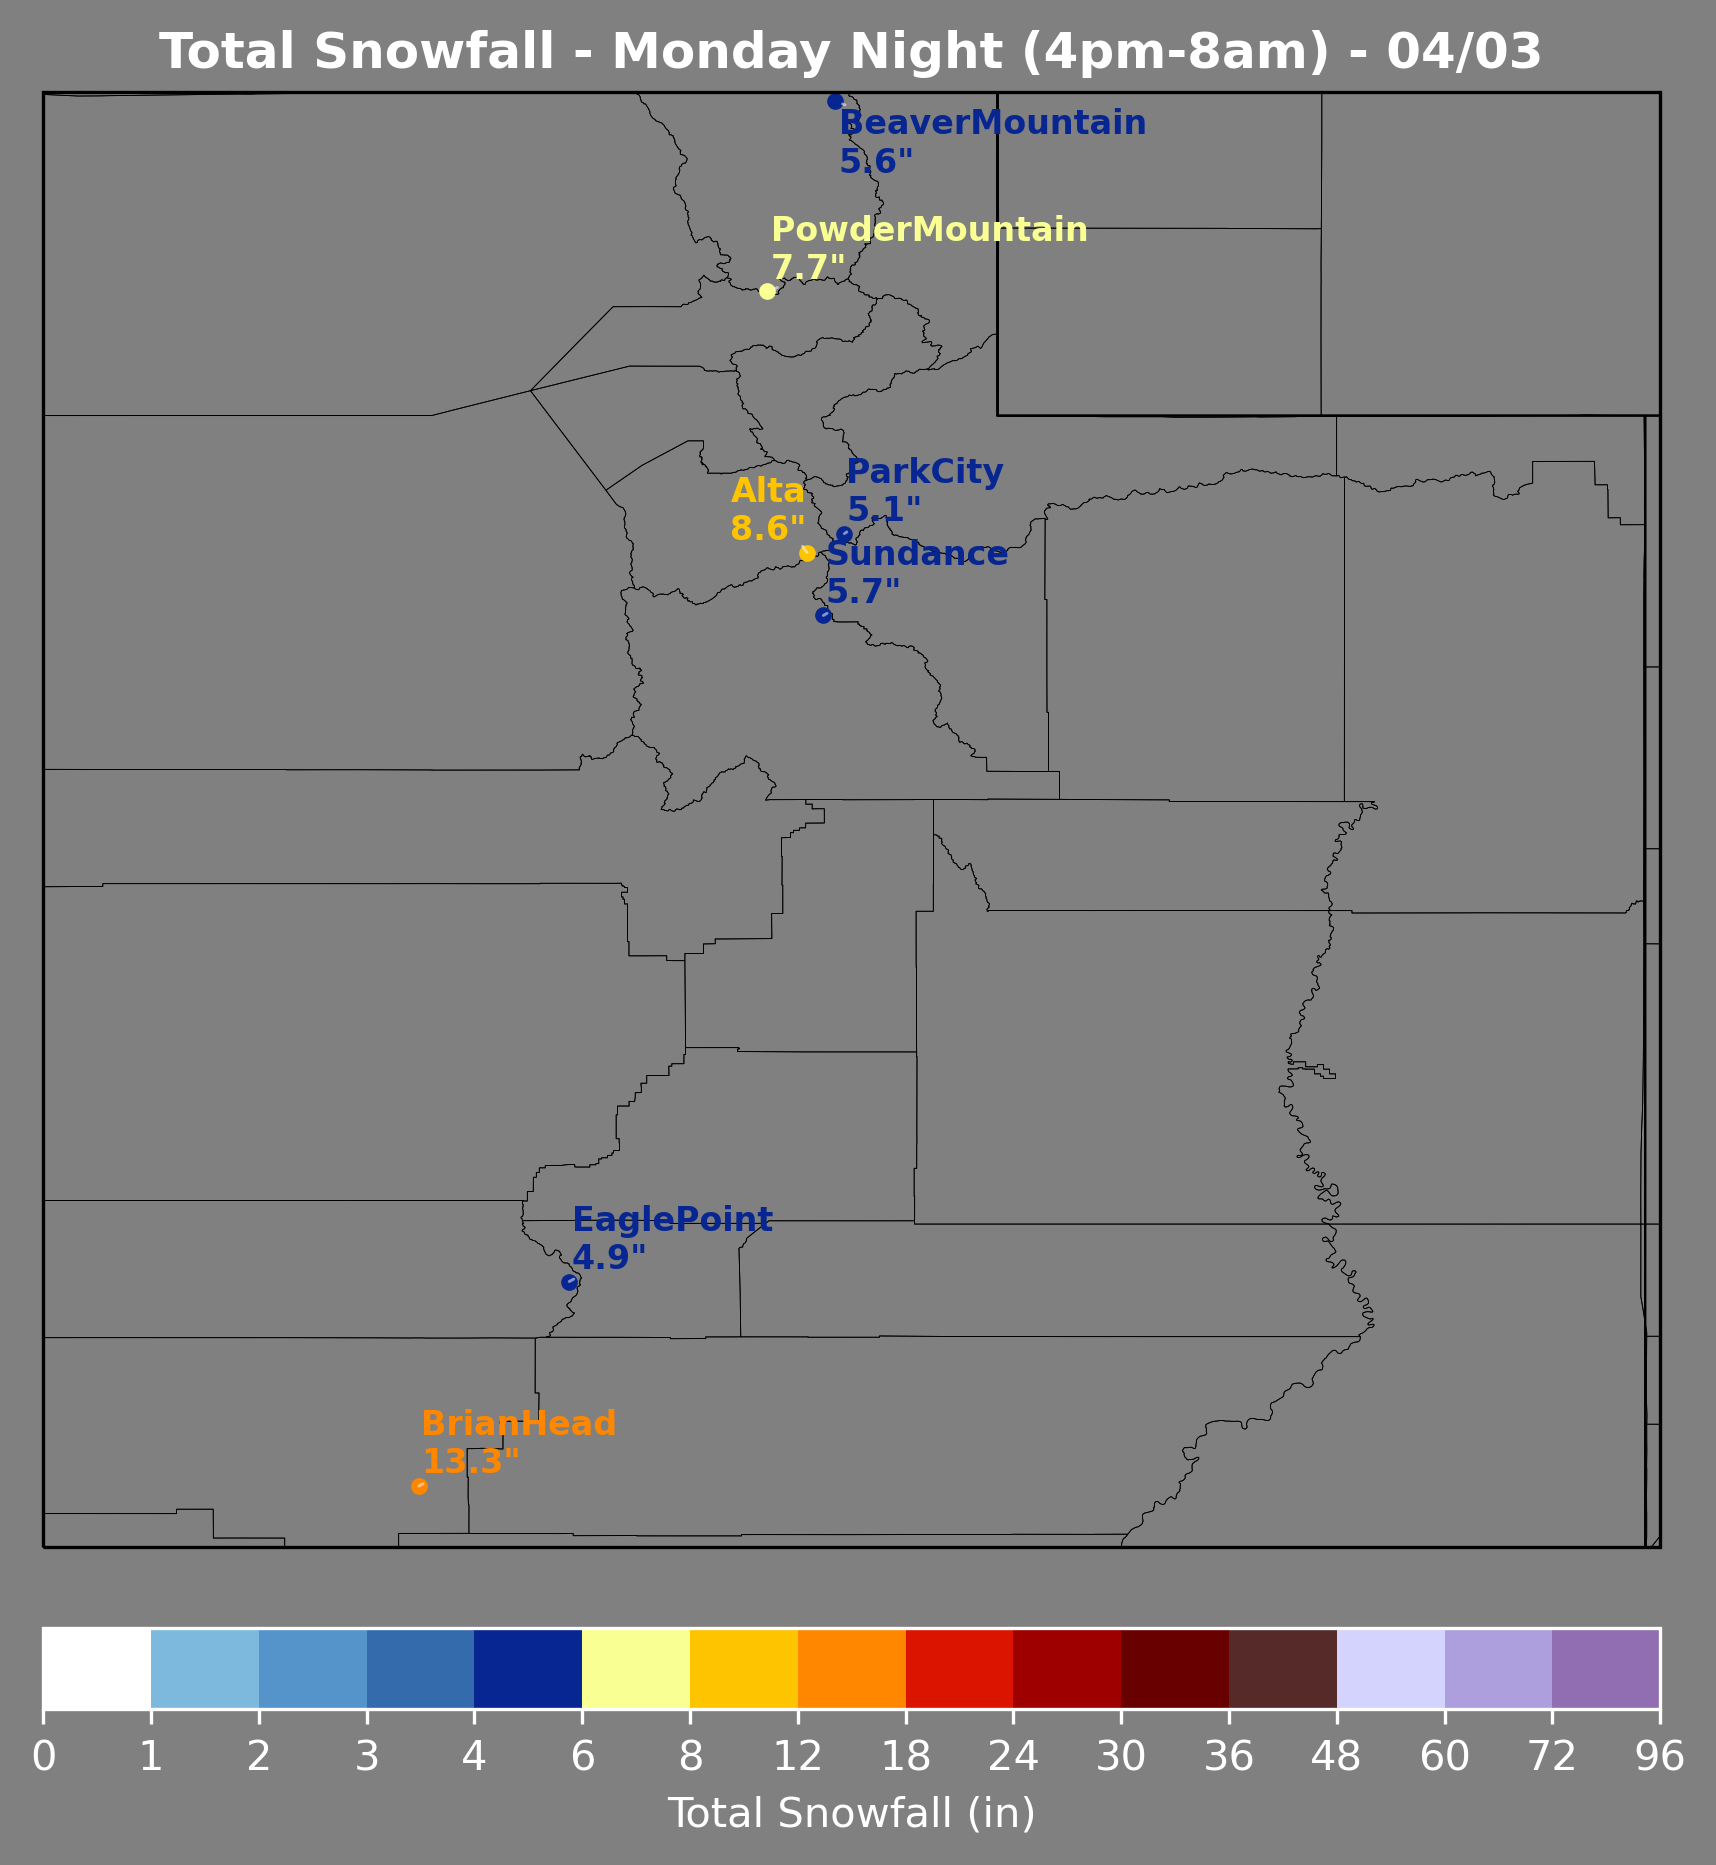 Total Snowfall - Monday Night (4pm-8am) - 04/03
BeaverMountain
5.6"
PowderMountain
7.7"
ParkCity
5.1"
Alta
8.6"
Sundance
5.7"
EaglePoint
4.9"
BrianHead
13.3"
0 1 2 3 4 6 8 12 18 24 30 36 48 60 72 96
Total Snowfall (in)